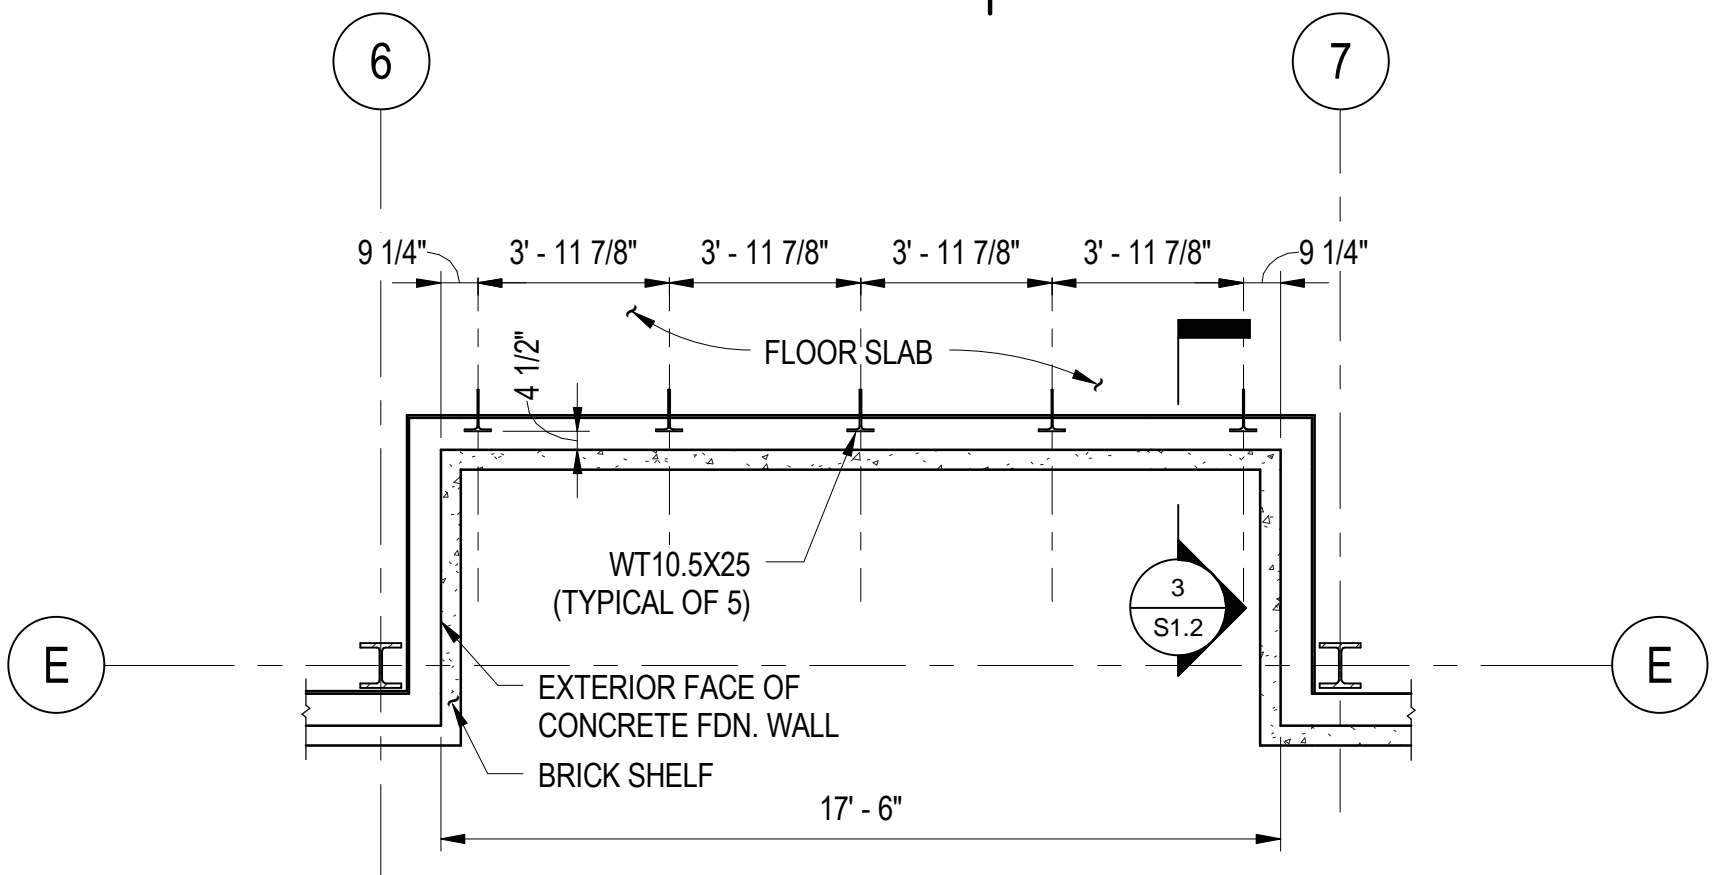 6
7
9 1/4"
3' - 11 7/8"
3' - 11 7/8"
3' - 11 7/8"
3' - 11 7/8"
9 1/4"
4 1/2"
FLOOR SLAB
WT10.5X25
(TYPICAL OF 5)
3
S1.2
E
E
EXTERIOR FACE OF
CONCRETE FDN. WALL
BRICK SHELF
17' - 6"